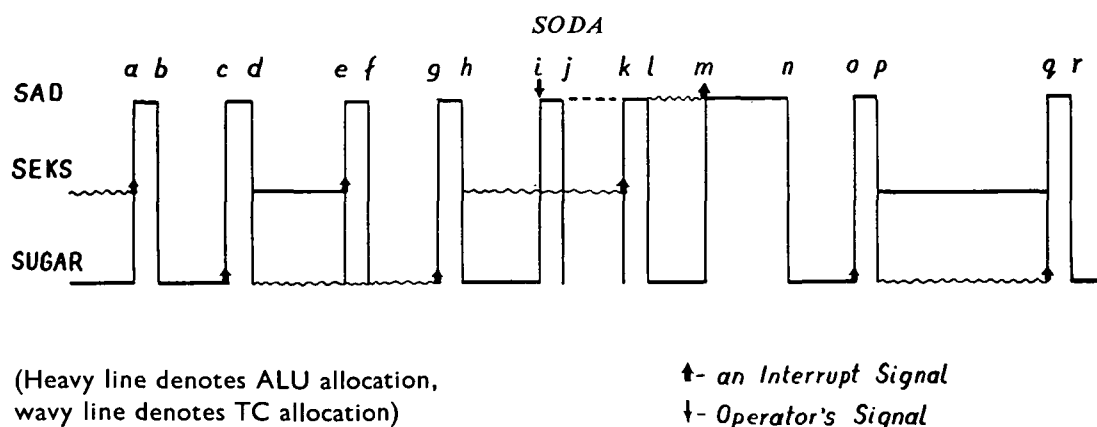 SODA
a b c d e f g h i j k l m n o p q r
SAD
SEKS
SUGAR
(Heavy line denotes ALU allocation,
wavy line denotes TC allocation)
- an Interrupt Signal
- Operator's Signal